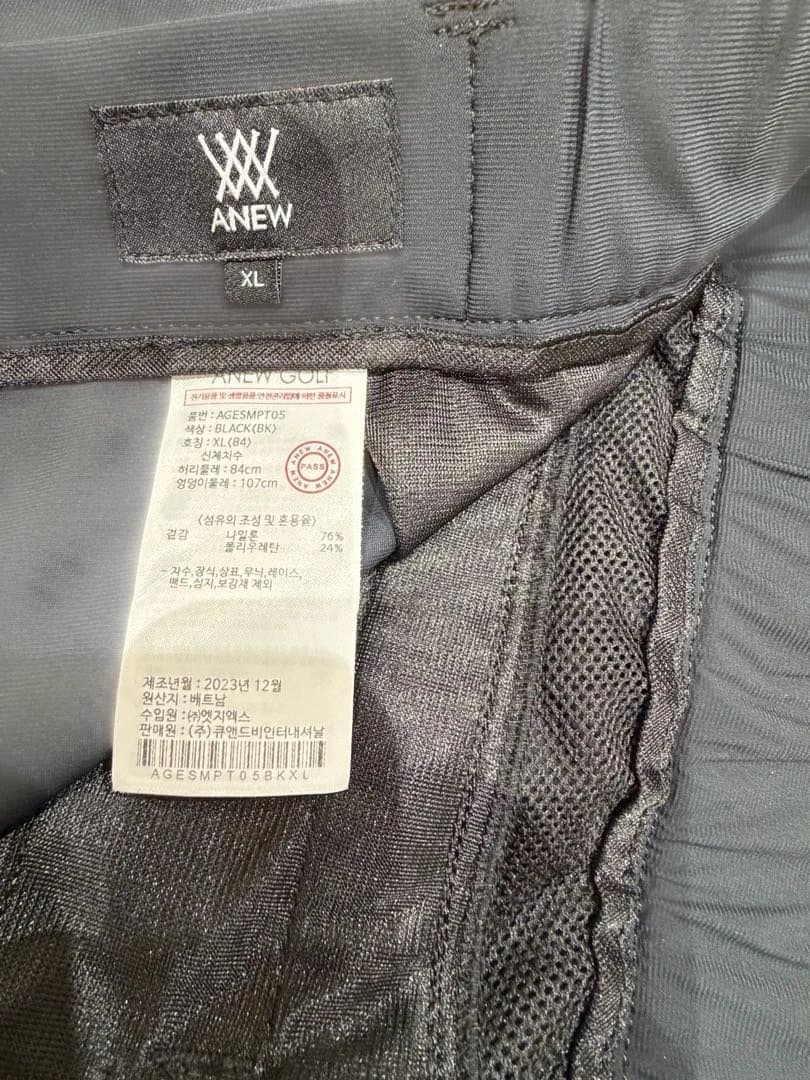 ANEW
XL
ANEW GOLF
전기용품 및 생활용품 안전관리법에 의한 품질표시
품번 : AGESMPT05
색상 : BLACK(BK)
호칭 : XL(84)
신체치수
허리둘레 : 84cm
엉덩이둘레 : 107cm
ANEW ANEW ANEW
PASS
<섬유의 조성 및 혼용율>
겉감 나일론 76%
폴리우레탄 24%
- 자수,장식,상표,무늬,레이스,
밴드,심지,보강재 제외
제조년월 : 2023년 12월
원산지 : 베트남
수입원 : ㈜엣지엑스
판매원 : (주)큐앤드비인터내셔날
AGESMPT05BKXL